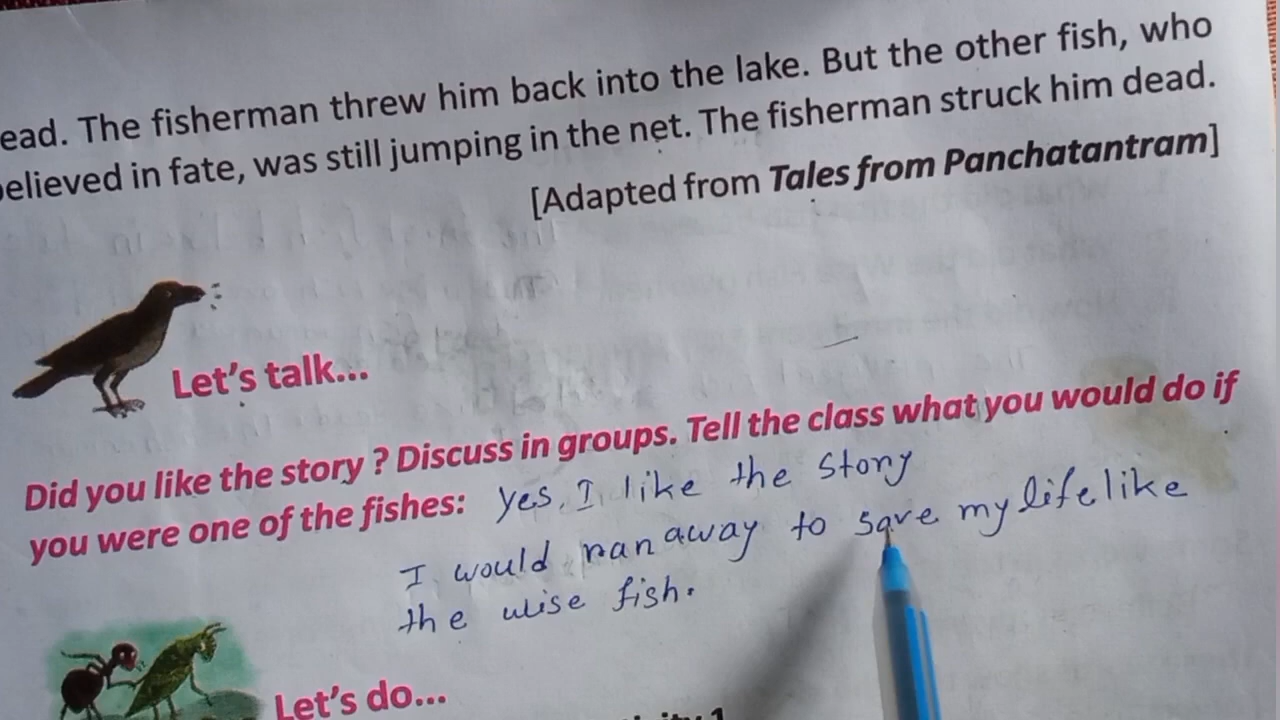 ead. The fisherman threw him back into the lake. But the other fish, who
believed in fate, was still jumping in the net. The fisherman struck him dead.
[Adapted from Tales from Panchatantram]
Let's talk...
Did you like the story ? Discuss in groups. Tell the class what you would do if
you were one of the fishes: Yes, I like the story
I would ran away to save my life like
the wise fish.
Let's do...